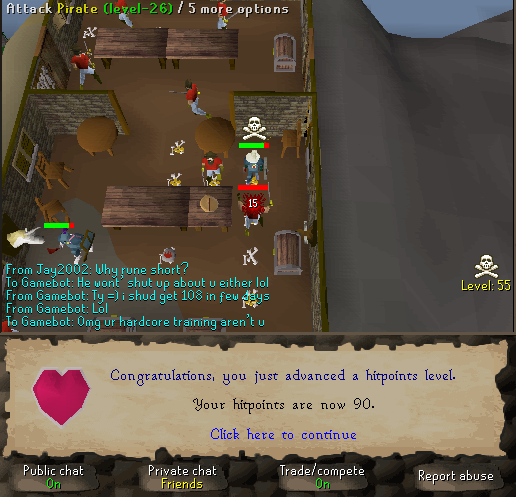 Attack Pirate (level-26) / 5 more options
15
Level: 55
From Jay2002: Why rune short?
To Gamebot: He wont' shut up about u either lol
From Gamebot: Ty =) i shud get 108 in few days
From Gamebot: Lol
To Gamebot: Omg ur hardcore training aren't u
Congratulations, you just advanced a hitpoints level.
Your hitpoints are now 90.
Click here to continue
Public chat
On
Private chat
Friends
Trade/compete
On
Report abuse